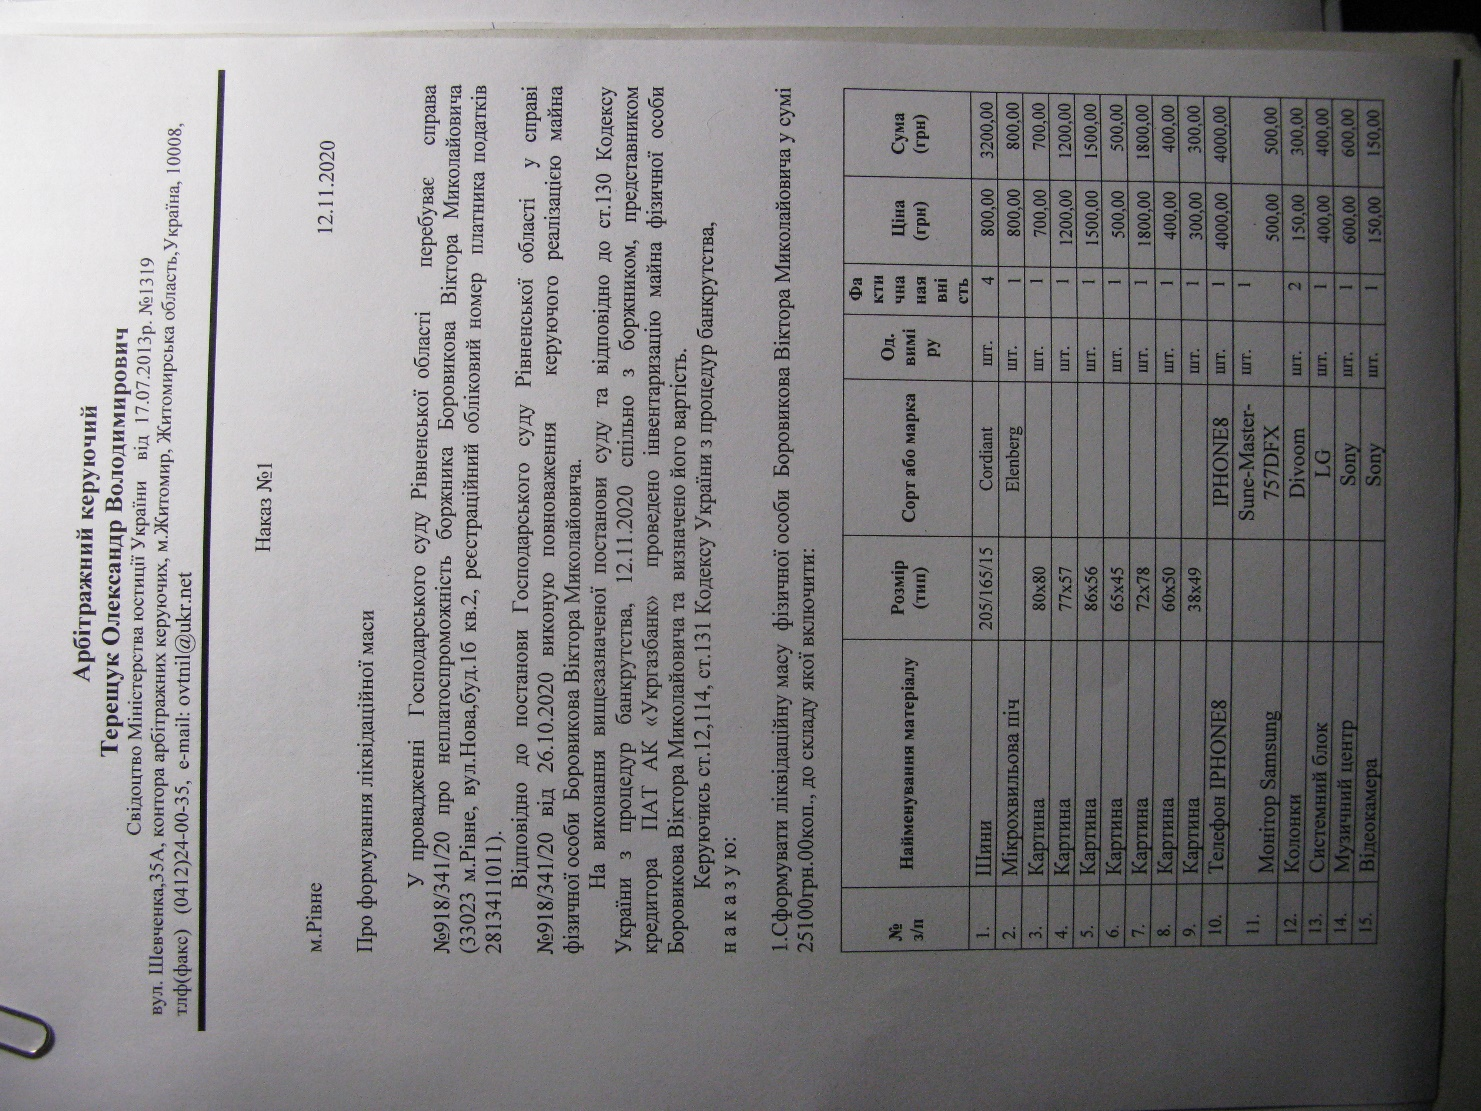 Арбітражний керуючий
Терещук Олександр Володимирович
Свідоцтво Міністерства юстиції України від 17.07.2013р. №1319
вул. Шевченка,35А, контора арбітражних керуючих, м.Житомир, Житомирська область,Україна, 10008,
тлф(факс) (0412)24-00-35, e-mail: ovtnil@ukr.net
Наказ №1
м.Рівне 12.11.2020
Про формування ліквідаційної маси
У провадженні Господарського суду Рівненської області перебуває справа
№918/341/20 про неплатоспроможність боржника Боровикова Віктора Миколайовича
(33023 м.Рівне, вул.Нова,буд.1б кв.2, реєстраційний обліковий номер платника податків
2813411011).
Відповідно до постанови Господарського суду Рівненської області у справі
№918/341/20 від 26.10.2020 виконую повноваження керуючого реалізацією майна
фізичної особи Боровикова Віктора Миколайовича.
На виконання вищезазначеної постанови суду та відповідно до ст.130 Кодексу
України з процедур банкрутства, 12.11.2020 спільно з боржником, представником
кредитора ПАТ АК «Укргазбанк» проведено інвентаризацію майна фізичної особи
Боровикова Віктора Миколайовича та визначено його вартість.
Керуючись ст.12,114, ст.131 Кодексу України з процедур банкрутства,
н а к а з у ю:
1.Сформувати ліквідаційну масу фізичної особи Боровикова Віктора Миколайовича у сумі
25100грн.00коп., до складу якої включити:
№ з/п Найменування матеріалу Розмір (тип) Сорт або марка Од. вимі ру Фа кти чна ная вні сть Ціна (грн) Сума (грн)
1. Шини 205/165/15 Cordiant шт. 4 800,00 3200,00
2. Мікрохвильова піч Elenberg шт. 1 800,00 800,00
3. Картина 80х80 шт. 1 700,00 700,00
4. Картина 77х57 шт. 1 1200,00 1200,00
5. Картина 86х56 шт. 1 1500,00 1500,00
6. Картина 65х45 шт. 1 500,00 500,00
7. Картина 72х78 шт. 1 1800,00 1800,00
8. Картина 60х50 шт. 1 400,00 400,00
9. Картина 38х49 шт. 1 300,00 300,00
10. Телефон IPHONE8 IPHONE8 шт. 1 4000,00 4000,00
11. Монітор Samsung Sune-Master-757DFX шт. 1 500,00 500,00
12. Колонки Divoom шт. 2 150,00 300,00
13. Системний блок LG шт. 1 400,00 400,00
14. Музичний центр Sony шт. 1 600,00 600,00
15. Відеокамера Sony шт. 1 150,00 150,00